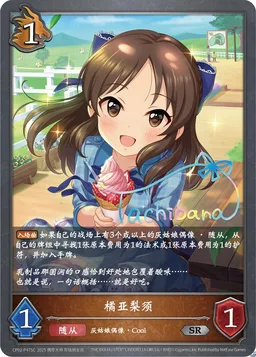 1
Tachibana
入场曲 如果自己的战场上有3个或以上的灰姑娘偶像·随从，从
自己的牌组中寻找1张原本费用为1的法术或1张原本费用为1的护
符，并加入手牌。
乳制品那圆润的口感恰到好处地包覆着酸味……
也就是说，一句话概括，就是很好吃。
橘亚梨须
1
随从
灰姑娘偶像·Cool
SR
1